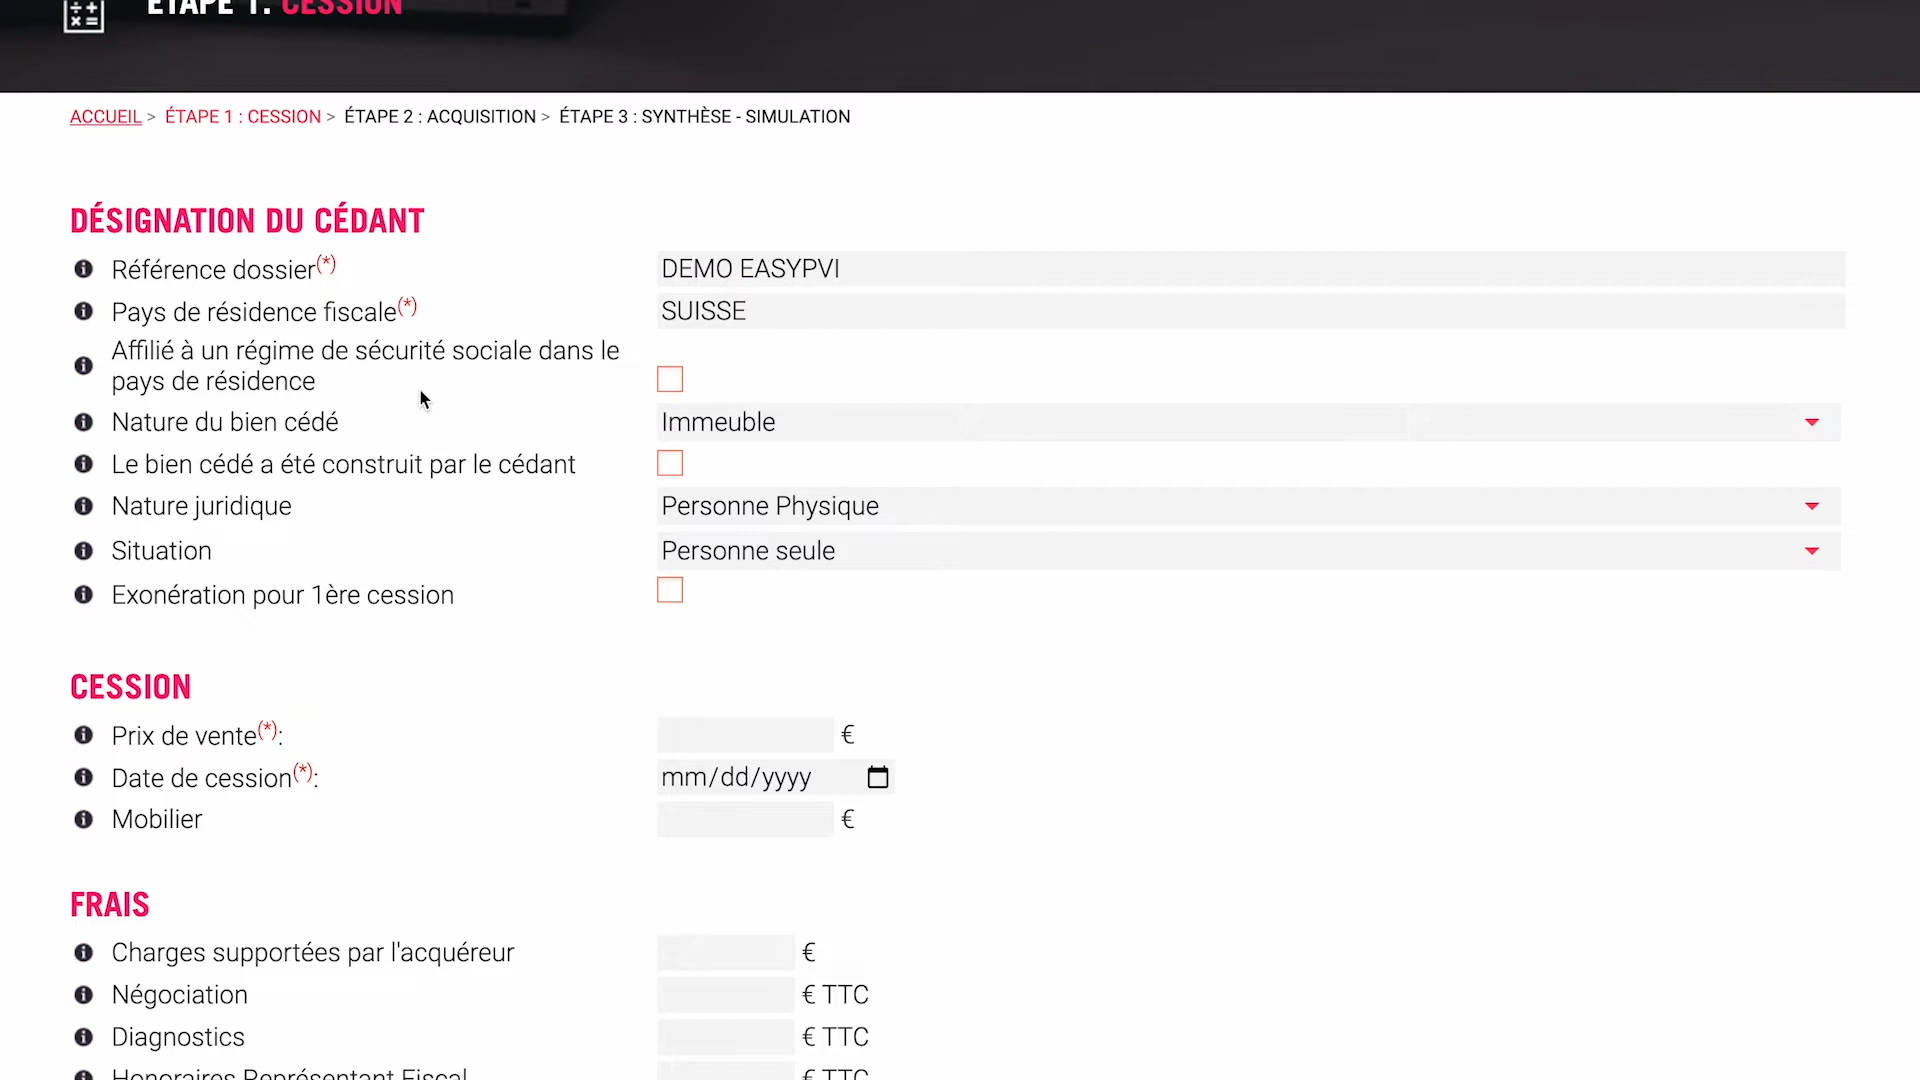 ÉTAPE 1. CESSION
ACCUEIL > ÉTAPE 1 : CESSION > ÉTAPE 2 : ACQUISITION > ÉTAPE 3 : SYNTHÈSE - SIMULATION
DÉSIGNATION DU CÉDANT
Référence dossier(*) DEMO EASYPVI
Pays de résidence fiscale(*) SUISSE
Affilié à un régime de sécurité sociale dans le
pays de résidence
Nature du bien cédé Immeuble
Le bien cédé a été construit par le cédant
Nature juridique Personne Physique
Situation Personne seule
Exonération pour 1ère cession
CESSION
Prix de vente(*): €
Date de cession(*): mm/dd/yyyy
Mobilier €
FRAIS
Charges supportées par l'acquéreur €
Négociation € TTC
Diagnostics € TTC
Honoraires Représentant Fiscal € TTC